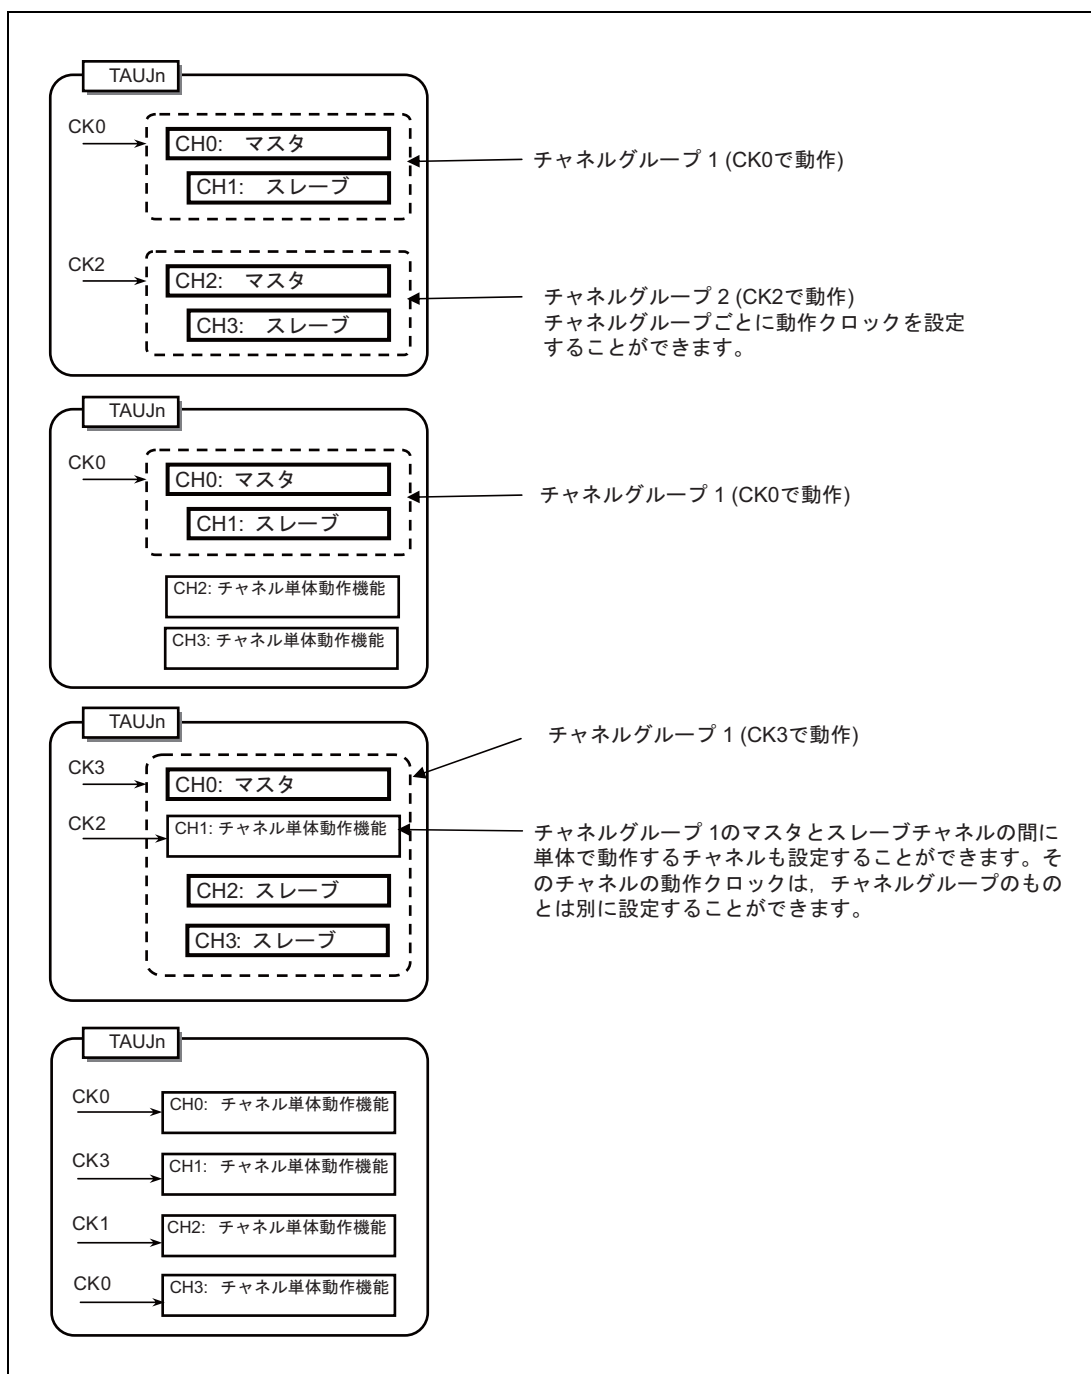 TAUJn
CK0
CH0: マスタ
CH1: スレーブ
チャネルグループ 1 (CK0で動作)
CK2
CH2: マスタ
CH3: スレーブ
チャネルグループ 2 (CK2で動作)
チャネルグループごとに動作クロックを設定
することができます。
TAUJn
CK0
CH0: マスタ
CH1: スレーブ
チャネルグループ 1 (CK0で動作)
CH2: チャネル単体動作機能
CH3: チャネル単体動作機能
TAUJn
チャネルグループ 1 (CK3で動作)
CK3
CH0: マスタ
CK2
CH1: チャネル単体動作機能
チャネルグループ 1のマスタとスレーブチャネルの間に
単体で動作するチャネルも設定することができます。そ
のチャネルの動作クロックは，チャネルグループのもの
とは別に設定することができます。
CH2: スレーブ
CH3: スレーブ
TAUJn
CK0
CH0: チャネル単体動作機能
CK3
CH1: チャネル単体動作機能
CK1
CH2: チャネル単体動作機能
CK0
CH3: チャネル単体動作機能